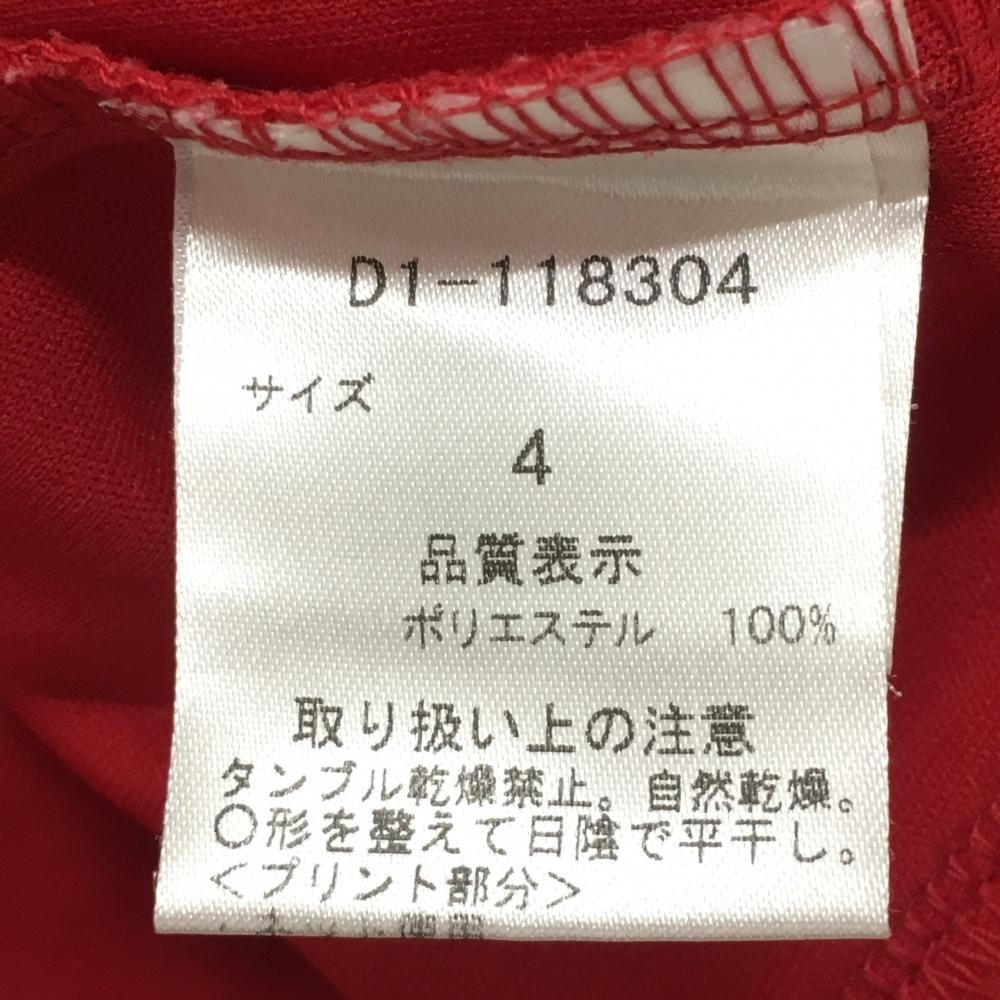 D1-118304
サイズ
4
品質表示
ポリエステル 100%
取り扱い上の注意
タンブル乾燥禁止。自然乾燥。
○形を整えて日陰で平干し。
<プリント部分>